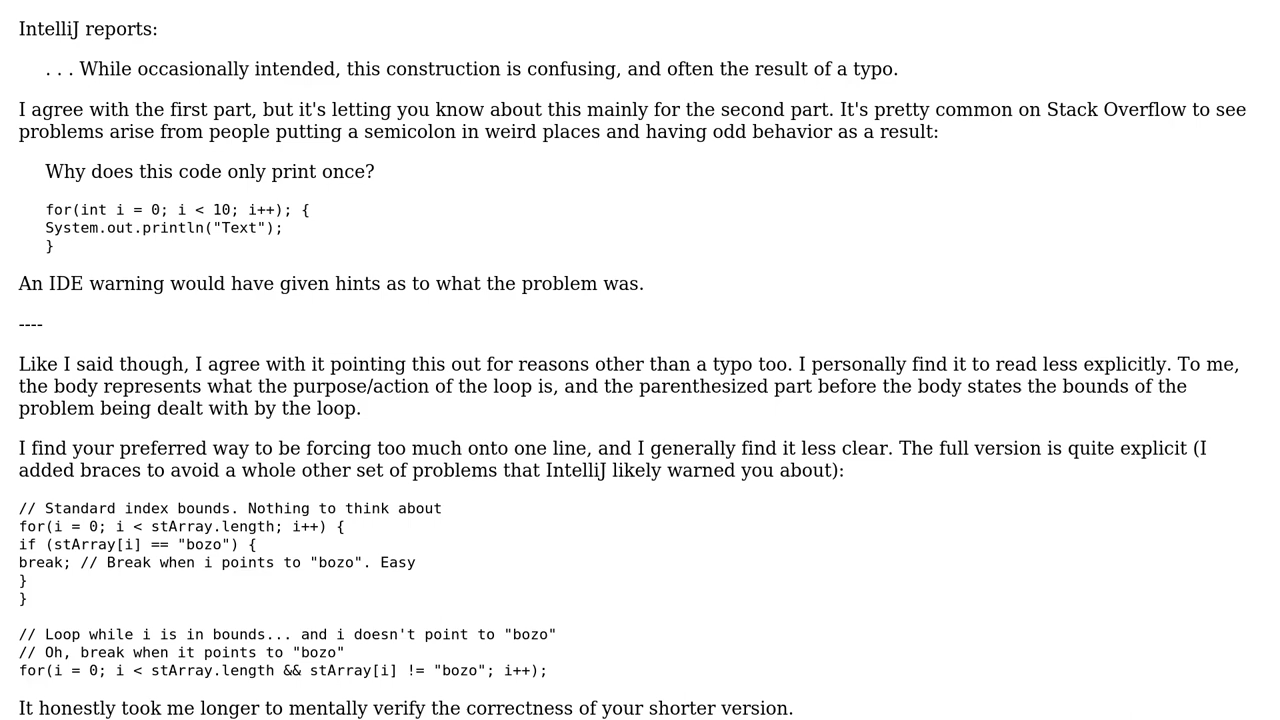 IntelliJ reports:
. . . While occasionally intended, this construction is confusing, and often the result of a typo.
I agree with the first part, but it's letting you know about this mainly for the second part. It's pretty common on Stack Overflow to see
problems arise from people putting a semicolon in weird places and having odd behavior as a result:
Why does this code only print once?
for(int i = 0; i < 10; i++); {
System.out.println("Text");
}
An IDE warning would have given hints as to what the problem was.
----
Like I said though, I agree with it pointing this out for reasons other than a typo too. I personally find it to read less explicitly. To me,
the body represents what the purpose/action of the loop is, and the parenthesized part before the body states the bounds of the
problem being dealt with by the loop.
I find your preferred way to be forcing too much onto one line, and I generally find it less clear. The full version is quite explicit (I
added braces to avoid a whole other set of problems that IntelliJ likely warned you about):
// Standard index bounds. Nothing to think about
for(i = 0; i < stArray.length; i++) {
if (stArray[i] == "bozo") {
break; // Break when i points to "bozo". Easy
}
}
// Loop while i is in bounds... and i doesn't point to "bozo"
// Oh, break when it points to "bozo"
for(i = 0; i < stArray.length && stArray[i] != "bozo"; i++);
It honestly took me longer to mentally verify the correctness of your shorter version.